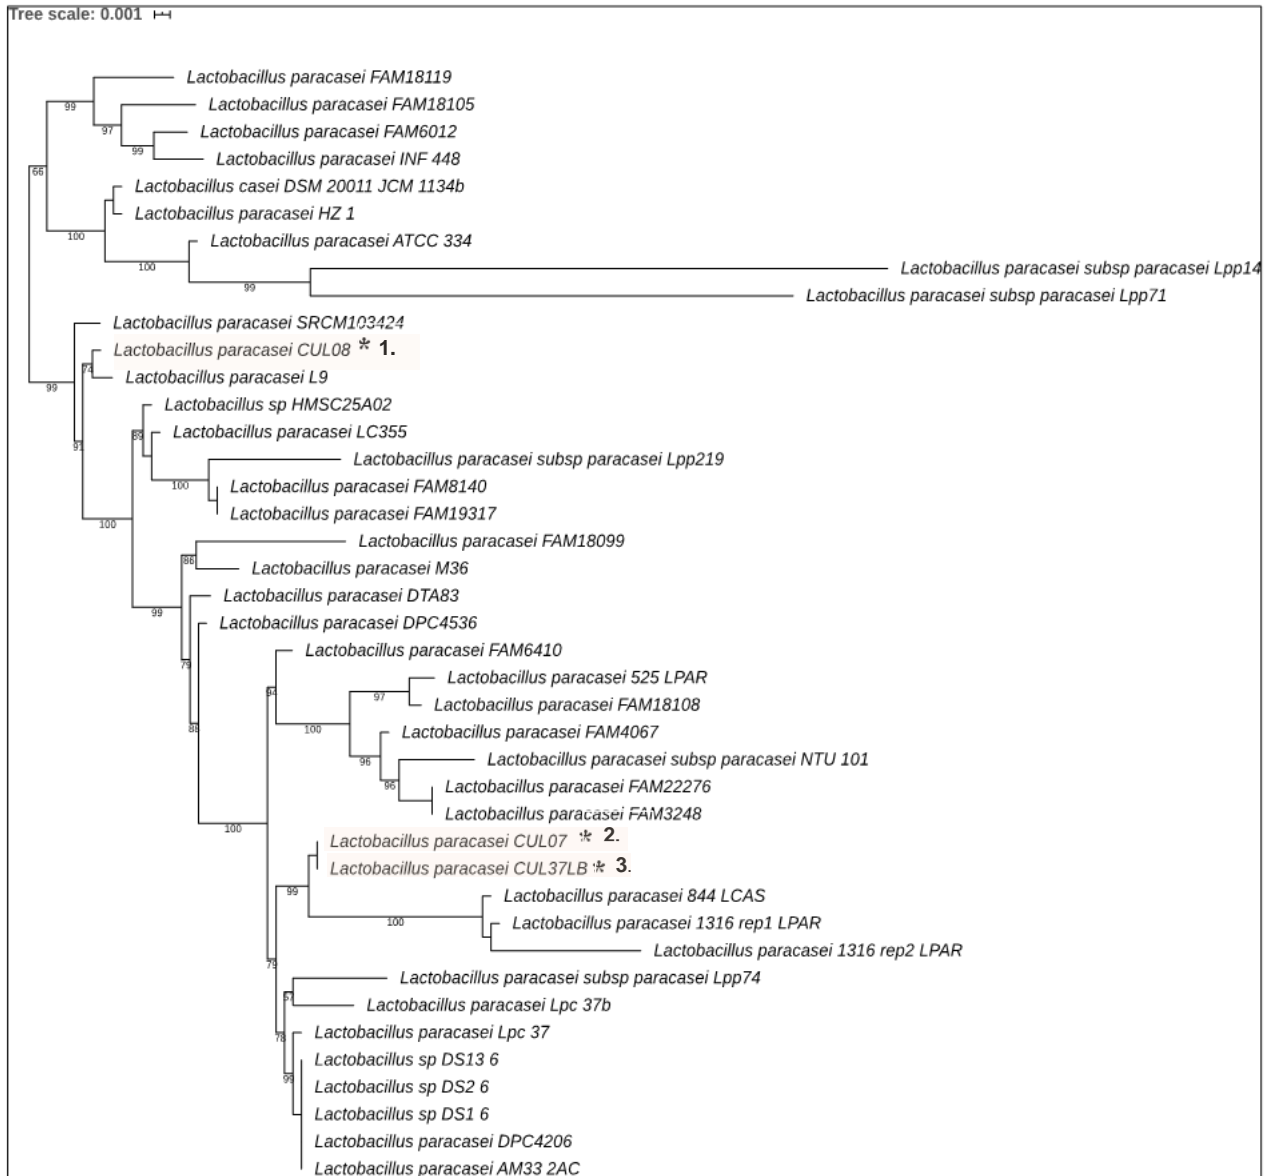 Tree scale: 0.001
Lactobacillus paracasei FAM18119
99
Lactobacillus paracasei FAM18105
97
Lactobacillus paracasei FAM6012
99
Lactobacillus paracasei INF 448
66
Lactobacillus casei DSM 20011 JCM 1134b
Lactobacillus paracasei HZ 1
100
Lactobacillus paracasei ATCC 334
100
Lactobacillus paracasei subsp paracasei Lpp14
99
Lactobacillus paracasei subsp paracasei Lpp71
Lactobacillus paracasei SRCM103424
Lactobacillus paracasei CUL08 * 1.
74
Lactobacillus paracasei L9
99
Lactobacillus sp HMSC25A02
Lactobacillus paracasei LC355
89
91
Lactobacillus paracasei subsp paracasei Lpp219
100
Lactobacillus paracasei FAM8140
Lactobacillus paracasei FAM19317
100
Lactobacillus paracasei FAM18099
86
Lactobacillus paracasei M36
Lactobacillus paracasei DTA83
99
Lactobacillus paracasei DPC4536
Lactobacillus paracasei FAM6410
79
Lactobacillus paracasei 525 LPAR
94
97
Lactobacillus paracasei FAM18108
88
100
Lactobacillus paracasei FAM4067
96
Lactobacillus paracasei subsp paracasei NTU 101
96
Lactobacillus paracasei FAM22276
Lactobacillus paracasei FAM3248
100
Lactobacillus paracasei CUL07 * 2.
Lactobacillus paracasei CUL37LB * 3.
99
Lactobacillus paracasei 844 LCAS
100
Lactobacillus paracasei 1316 rep1 LPAR
Lactobacillus paracasei 1316 rep2 LPAR
79
Lactobacillus paracasei subsp paracasei Lpp74
57
Lactobacillus paracasei Lpc 37b
Lactobacillus paracasei Lpc 37
78
Lactobacillus sp DS13 6
99
Lactobacillus sp DS2 6
Lactobacillus sp DS1 6
Lactobacillus paracasei DPC4206
Lactobacillus paracasei AM33 2AC